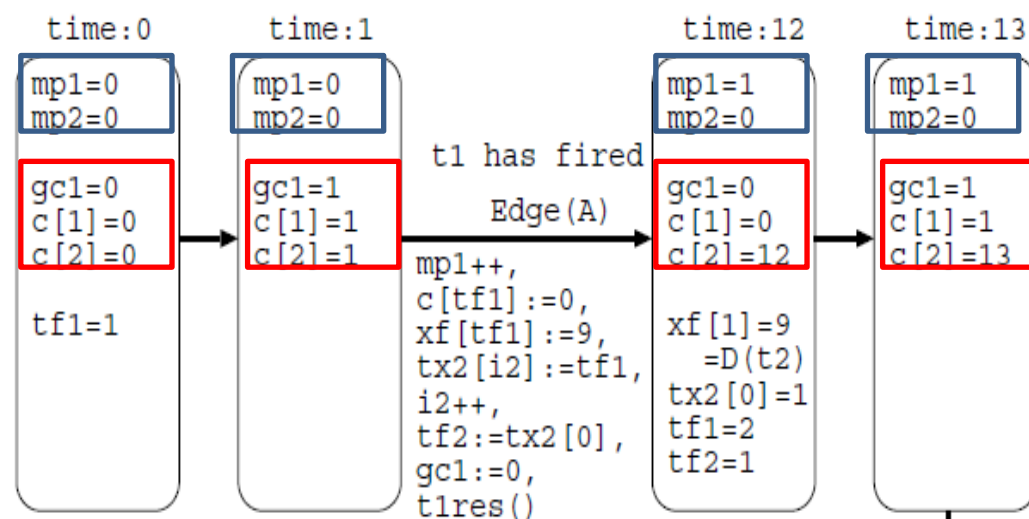 time:0
mp1=0
mp2=0
gc1=0
c[1]=0
c[2]=0
tf1=1
time:1
mp1=0
mp2=0
gc1=1
c[1]=1
c[2]=1
t1 has fired
Edge(A)
mp1++,
c[tf1]:=0,
xf[tf1]:=9,
tx2[i2]:=tf1,
i2++,
tf2:=tx2[0],
gc1:=0,
t1res()
time:12
mp1=1
mp2=0
gc1=0
c[1]=0
c[2]=12
xf[1]=9
=D(t2)
tx2[0]=1
tf1=2
tf2=1
time:13
mp1=1
mp2=0
gc1=1
c[1]=1
c[2]=13